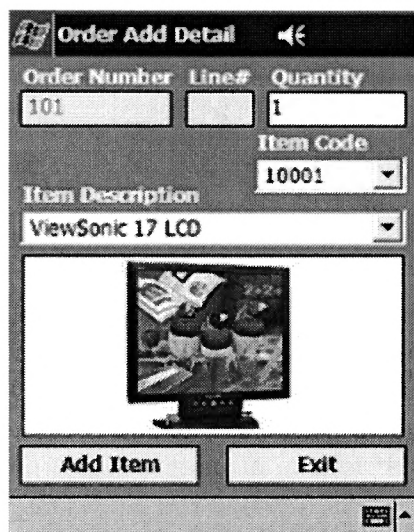 Order Add Detail
Order Number Line# Quantity
101 1
Item Code
10001
Item Description
ViewSonic 17 LCD
Add Item Exit